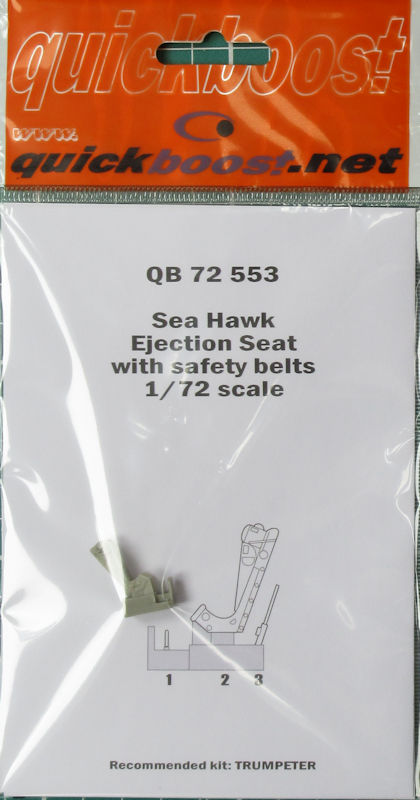 quickboost
www.
quickboost.net
QB 72 553
Sea Hawk
Ejection Seat
with safety belts
1/72 scale
1 2 3
Recommended kit: TRUMPETER